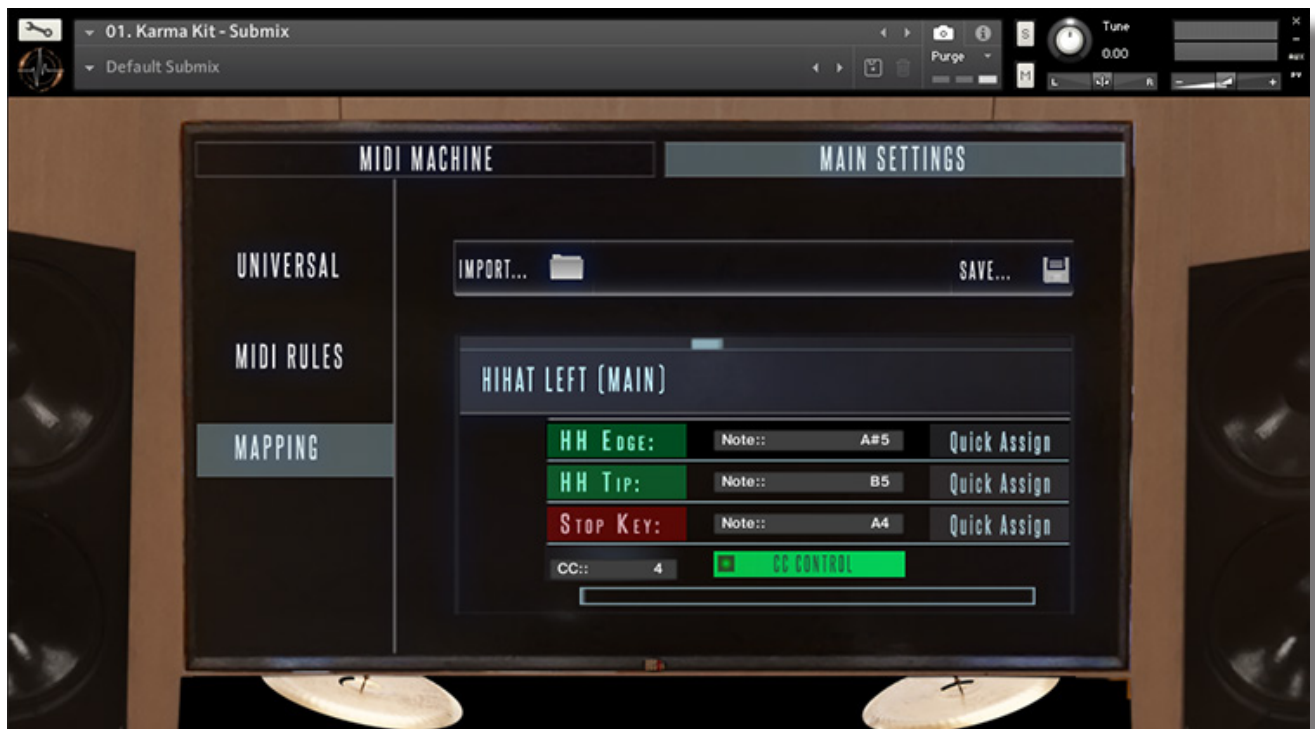 01. Karma Kit - Submix
Default Submix
Purge
S
M
Tune
0.00
L R
- +
×
-
AUX
PV
MIDI MACHINE
MAIN SETTINGS
UNIVERSAL
MIDI RULES
MAPPING
IMPORT...
SAVE...
HIHAT LEFT (MAIN)
HH EDGE: Note:: A#5 Quick Assign
HH TIP: Note:: B5 Quick Assign
STOP KEY: Note:: A4 Quick Assign
CC:: 4 CC CONTROL